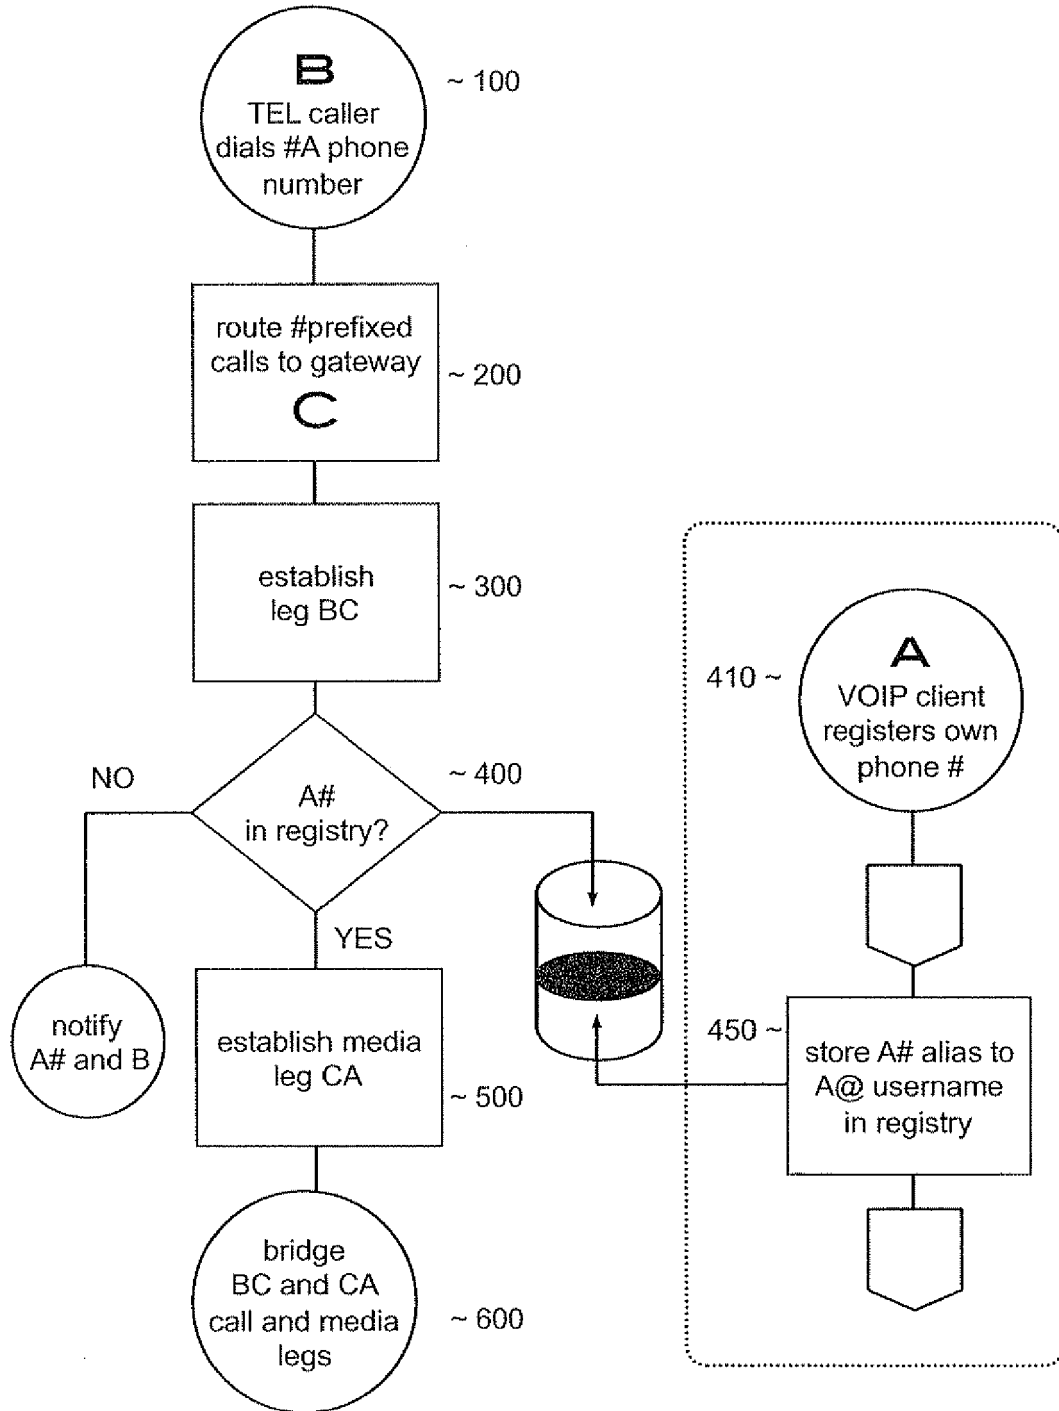 B
TEL caller
dials #A phone
number
~ 100
route #prefixed
calls to gateway
C
~ 200
establish
leg BC
~ 300
A#
in registry?
~ 400
NO
YES
notify
A# and B
establish media
leg CA
~ 500
bridge
BC and CA
call and media
legs
~ 600
410 ~
A
VOIP client
registers own
phone #
450 ~
store A# alias to
A@ username
in registry